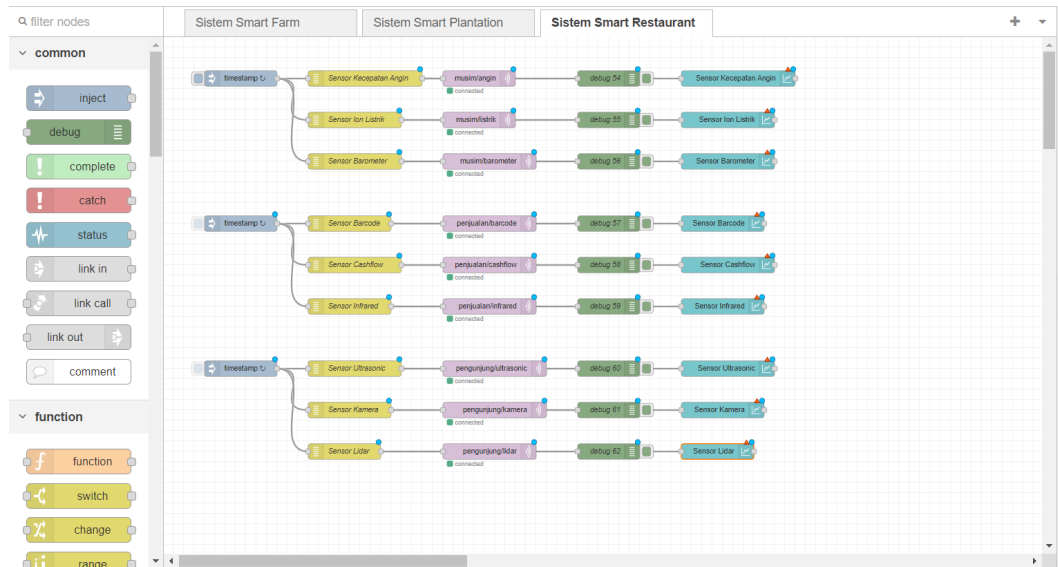 filter nodes
Sistem Smart Farm
Sistem Smart Plantation
Sistem Smart Restaurant
common
inject
debug
complete
catch
status
link in
link call
link out
comment
function
function
switch
change
range
timestamp ↻
Sensor Kecepatan Angin
musim/angin
connected
debug 54
Sensor Kecepatan Angin
Sensor Ion Listrik
musim/listrik
connected
debug 55
Sensor Ion Listrik
Sensor Barometer
musim/barometer
connected
debug 56
Sensor Barometer
timestamp ↻
Sensor Barcode
penjualan/barcode
connected
debug 57
Sensor Barcode
Sensor Cashflow
penjualan/cashflow
connected
debug 58
Sensor Cashflow
Sensor Infrared
penjualan/infrared
connected
debug 59
Sensor Infrared
timestamp ↻
Sensor Ultrasonic
pengunjung/ultrasonic
connected
debug 60
Sensor Ultrasonic
Sensor Kamera
pengunjung/kamera
connected
debug 61
Sensor Kamera
Sensor Lidar
pengunjung/lidar
connected
debug 62
Sensor Lidar